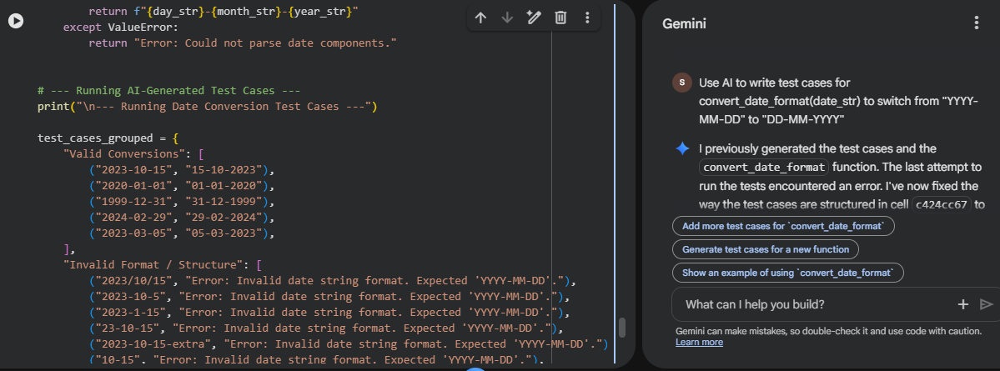 return f"{day_str}-{month_str}-{year_str}"
    except ValueError:
        return "Error: Could not parse date components."
# --- Running AI-Generated Test Cases ---
print("\n--- Running Date Conversion Test Cases ---")
test_cases_grouped = {
    "Valid Conversions": [
        ("2023-10-15", "15-10-2023"),
        ("2020-01-01", "01-01-2020"),
        ("1999-12-31", "31-12-1999"),
        ("2024-02-29", "29-02-2024"),
        ("2023-03-05", "05-03-2023"),
    ],
    "Invalid Format / Structure": [
        ("2023/10/15", "Error: Invalid date string format. Expected 'YYYY-MM-DD'."),
        ("2023-10-5", "Error: Invalid date string format. Expected 'YYYY-MM-DD'."),
        ("2023-1-15", "Error: Invalid date string format. Expected 'YYYY-MM-DD'."),
        ("23-10-15", "Error: Invalid date string format. Expected 'YYYY-MM-DD'."),
        ("2023-10-15-extra", "Error: Invalid date string format. Expected 'YYYY-MM-DD'.")
        ("10-15", "Error: Invalid date string format. Expected 'YYYY-MM-DD'."),
Gemini
S
Use AI to write test cases for
convert_date_format(date_str) to switch from "YYYY-
MM-DD" to "DD-MM-YYYY"
I previously generated the test cases and the
convert_date_format function. The last attempt to
run the tests encountered an error. I've now fixed the
way the test cases are structured in cell c424cc67 to
Add more test cases for `convert_date_format`
Generate test cases for a new function
Show an example of using `convert_date_format`
What can I help you build?
Gemini can make mistakes, so double-check it and use code with caution.
Learn more